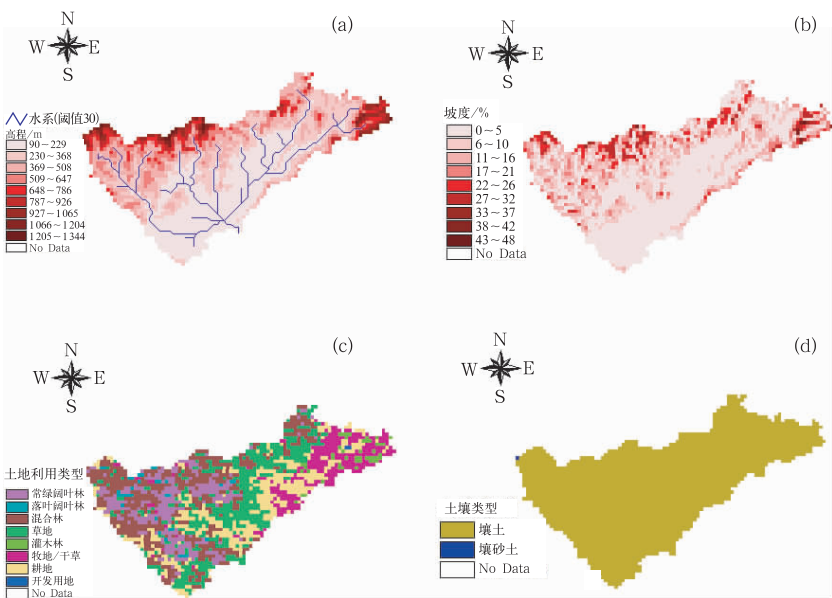 (a)
N
W E
S
水系(阈值30)
高程/m
90～229
230～368
369～508
509～647
648～786
787～926
927～1065
1066～1204
1205～1344
No Data
(b)
N
W E
S
坡度/%
0～5
6～10
11～16
17～21
22～26
27～32
33～37
38～42
43～48
No Data
(c)
N
W E
S
土地利用类型
常绿阔叶林
落叶阔叶林
混合林
草地
灌木林
牧地/干草
耕地
开发用地
No Data
(d)
N
W E
S
土壤类型
壤土
壤砂土
No Data